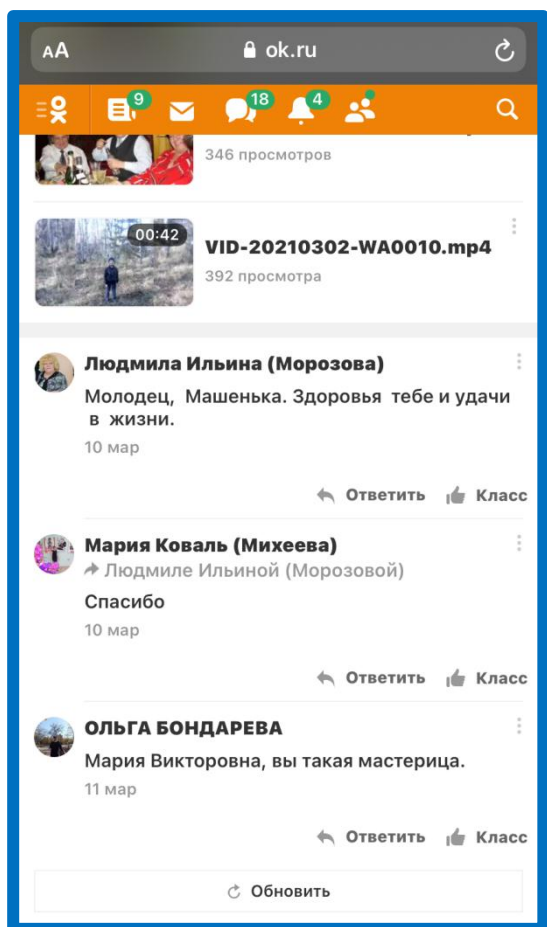 AA ok.ru
9 18 4
346 просмотров
00:42
VID-20210302-WA0010.mp4
392 просмотра
Людмила Ильина (Морозова)
Молодец, Машенька. Здоровья тебе и удачи
в жизни.
10 мар
Ответить Класс
Мария Коваль (Михеева)
Людмиле Ильиной (Морозовой)
Спасибо
10 мар
Ответить Класс
ОЛЬГА БОНДАРЕВА
Мария Викторовна, вы такая мастерица.
11 мар
Ответить Класс
Обновить